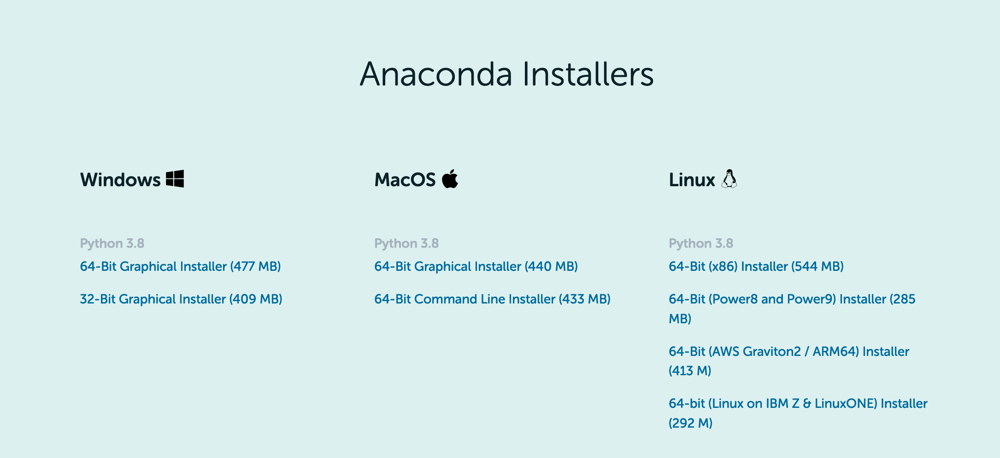 Anaconda Installers
Windows
Python 3.8
64-Bit Graphical Installer (477 MB)
32-Bit Graphical Installer (409 MB)
MacOS
Python 3.8
64-Bit Graphical Installer (440 MB)
64-Bit Command Line Installer (433 MB)
Linux
Python 3.8
64-Bit (x86) Installer (544 MB)
64-Bit (Power8 and Power9) Installer (285
MB)
64-Bit (AWS Graviton2 / ARM64) Installer
(413 M)
64-bit (Linux on IBM Z & LinuxONE) Installer
(292 M)